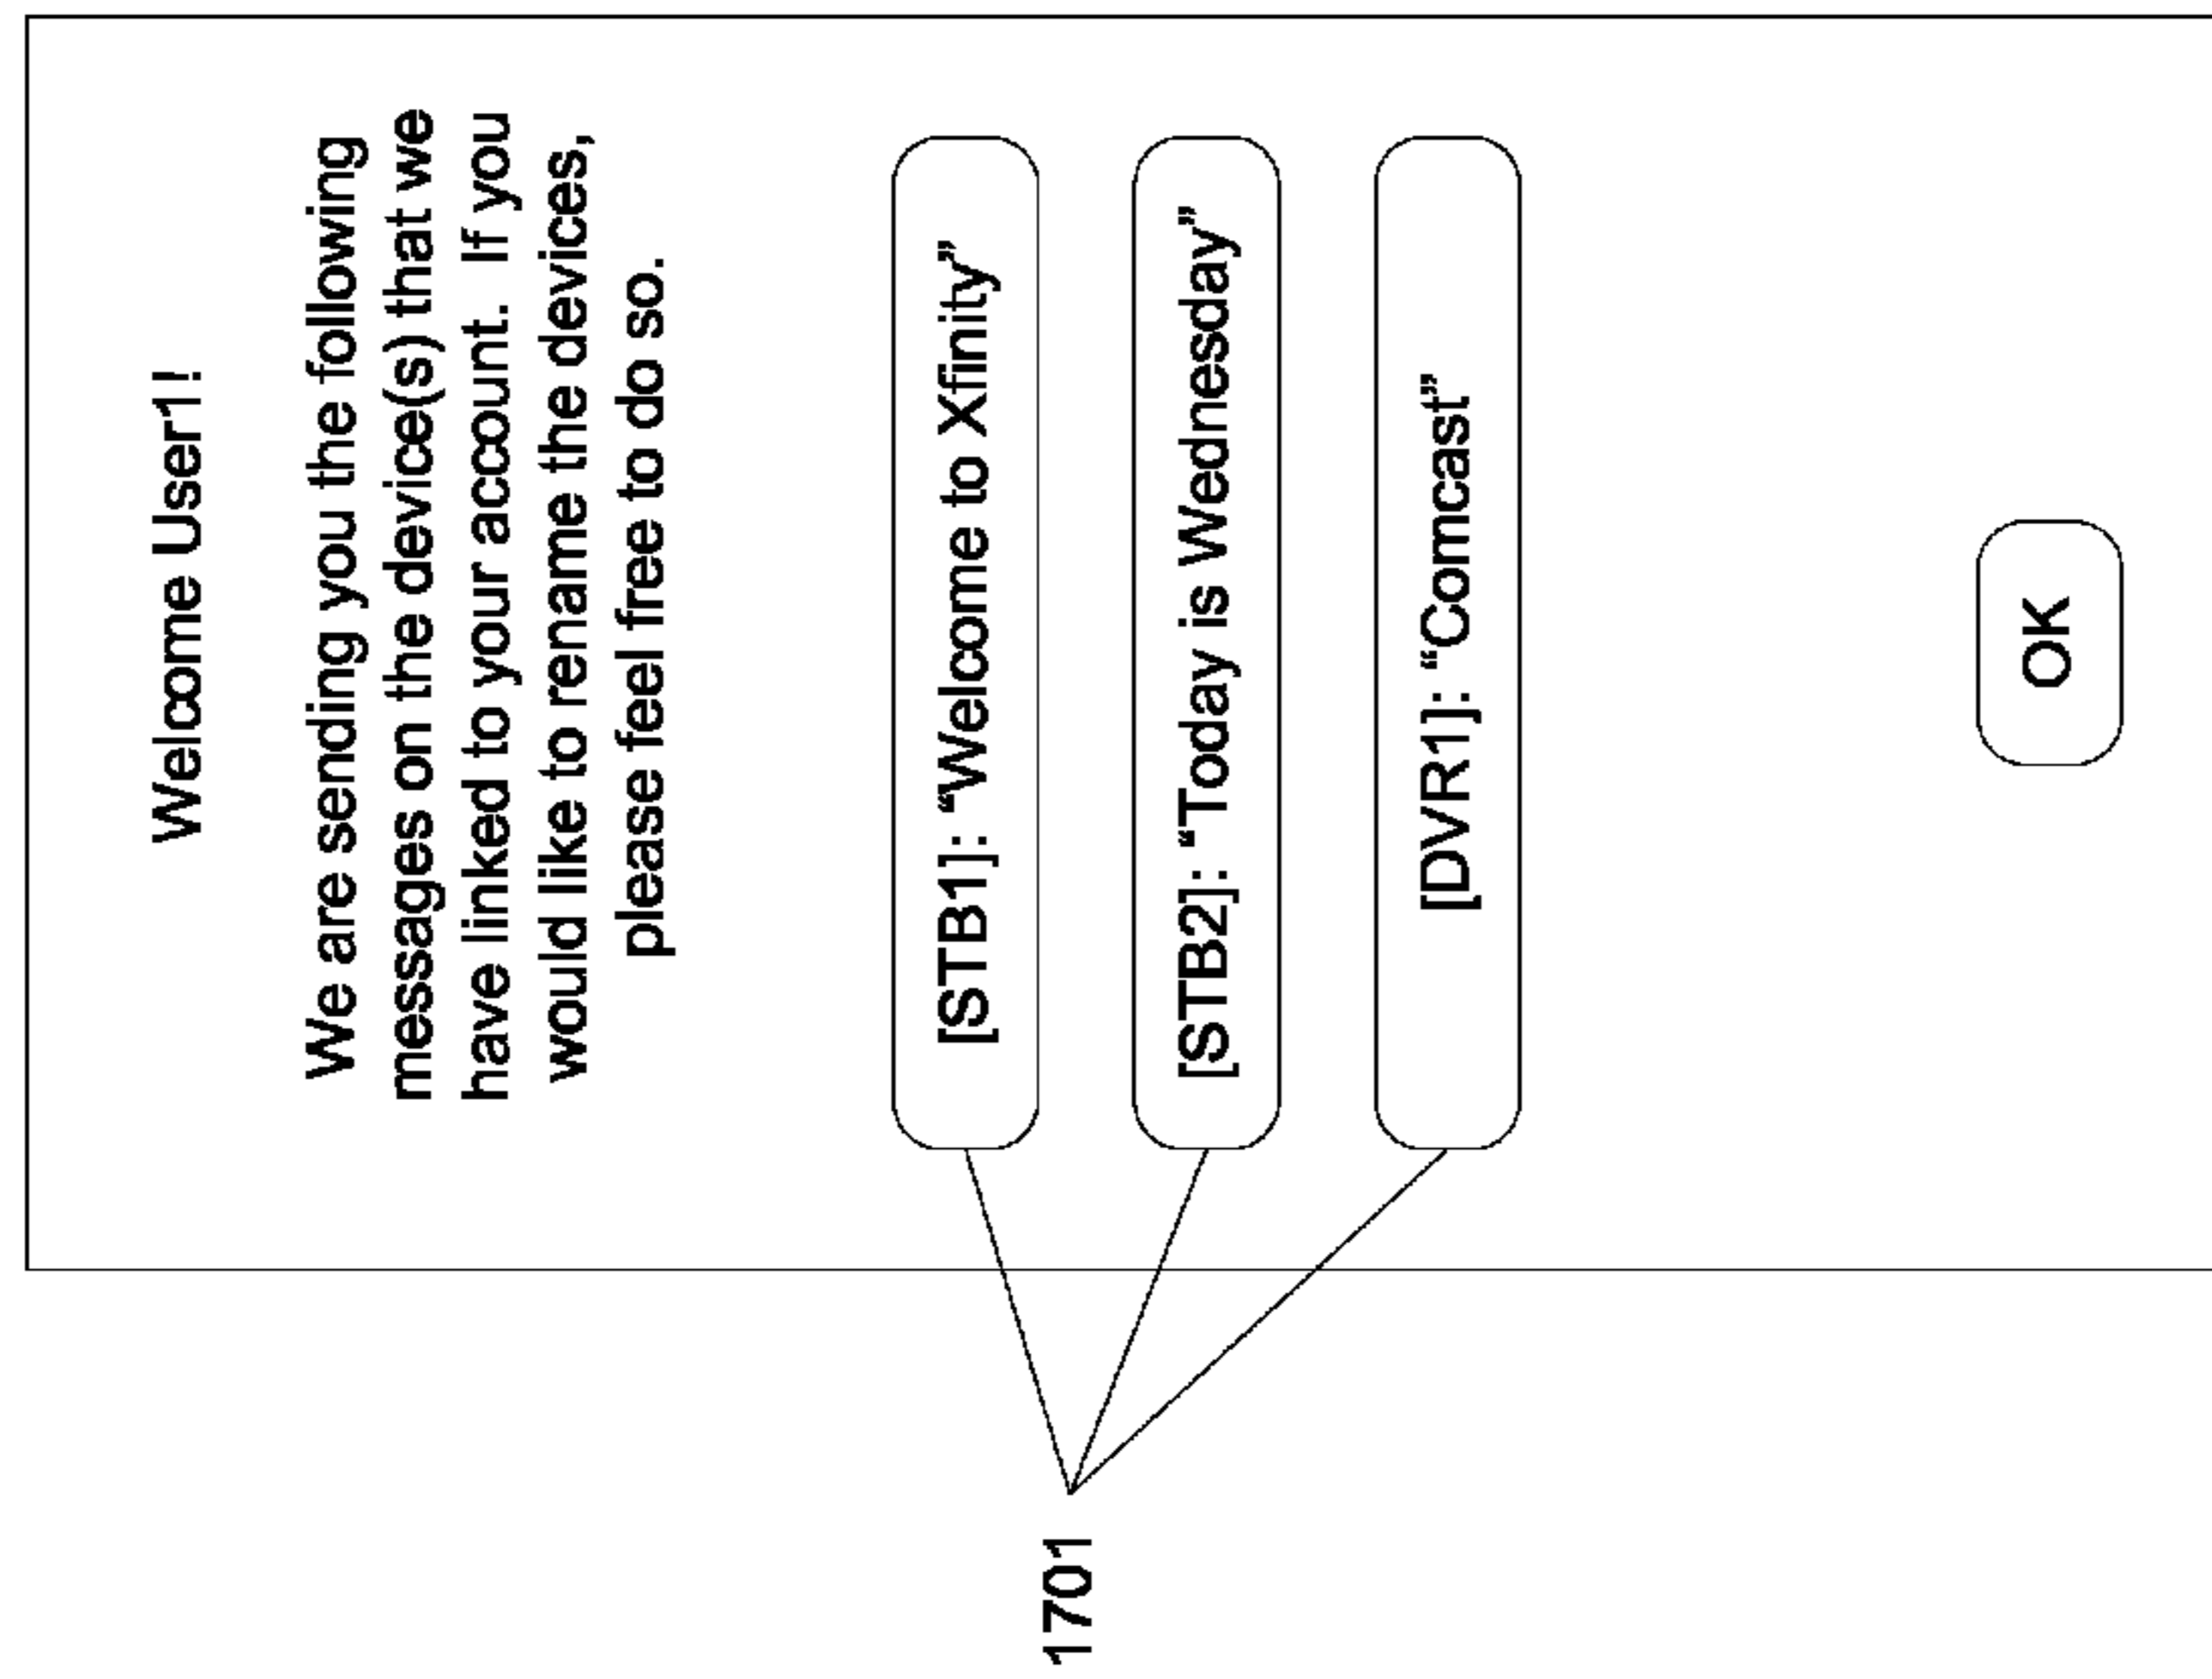 Welcome User1!
We are sending you the following
messages on the device(s) that we
have linked to your account. If you
would like to rename the devices,
please feel free to do so.
[STB1]: “Welcome to Xfinity”
[STB2]: “Today is Wednesday”
[DVR1]: “Comcast”
1701
OK